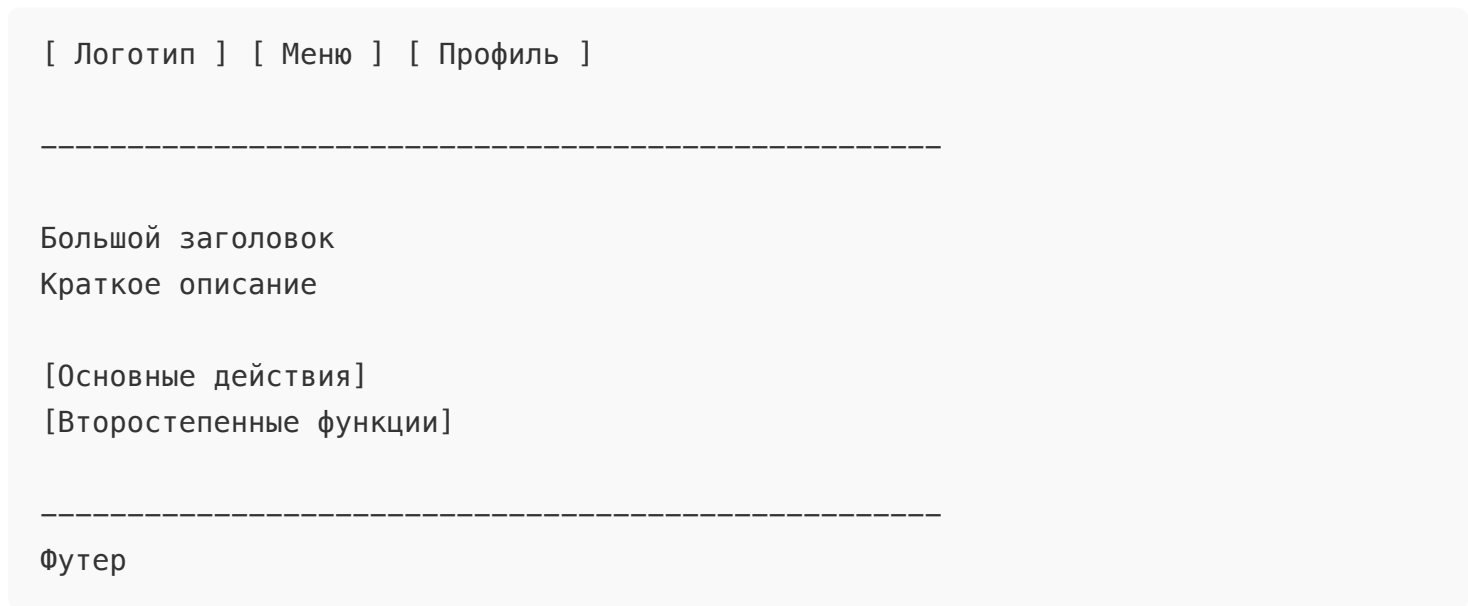 [ Логотип ] [ Меню ] [ Профиль ]
----------------------------------------------------
Большой заголовок
Краткое описание
[Основные действия]
[Второстепенные функции]
----------------------------------------------------
Футер